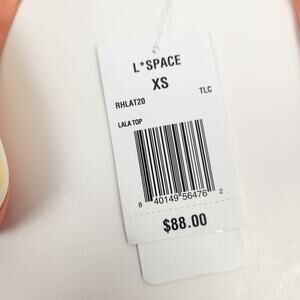 L*SPACE
XS
RHLAT20 TLC
LALA TOP
8 40149 56476 2
$88.00